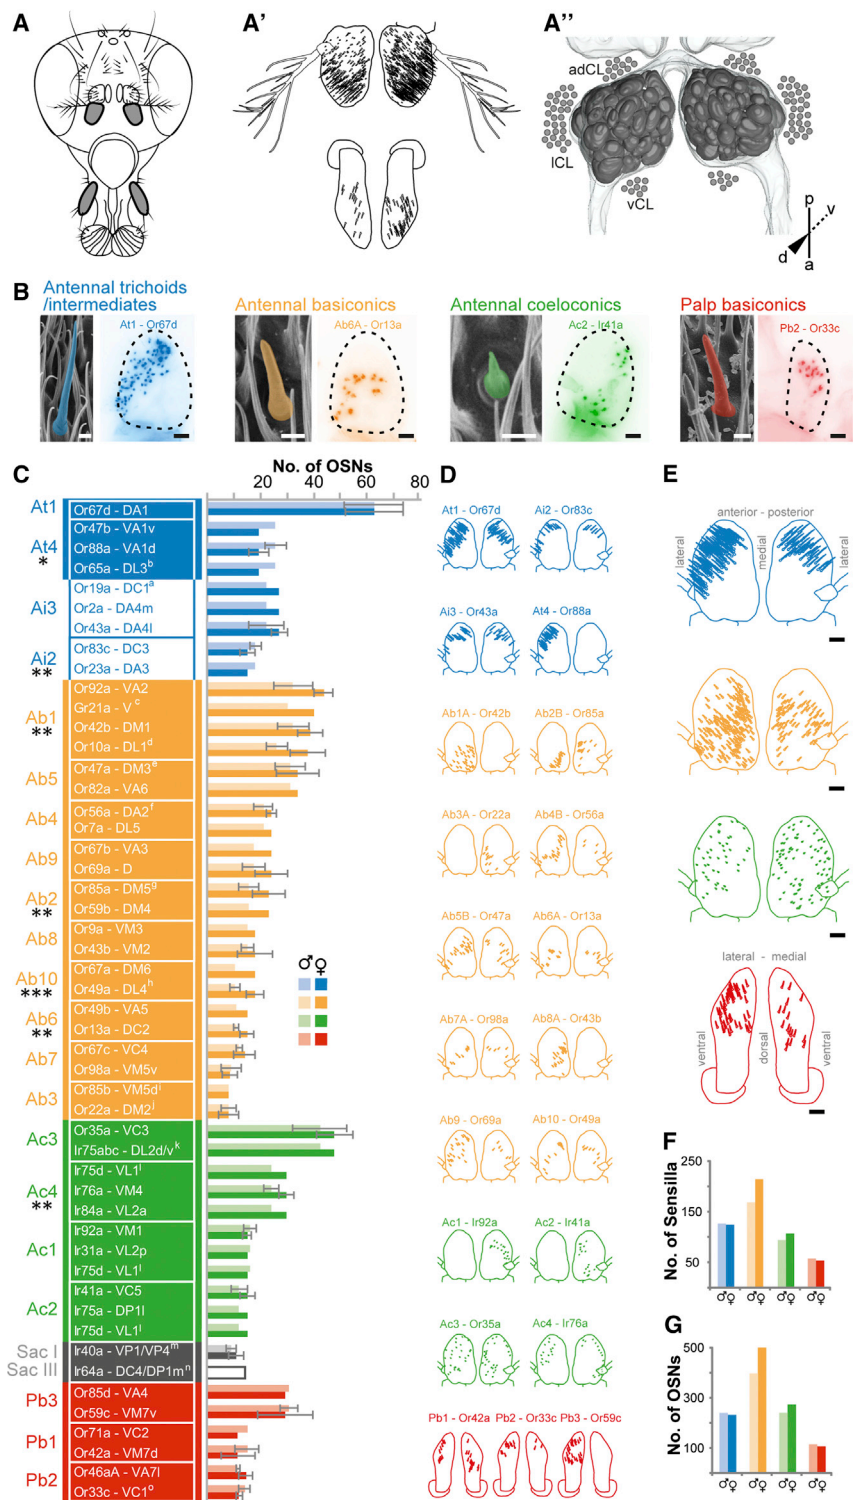 A
A'
A''
adCL
lCL
vCL
p
v
d
a
B
Antennal trichoids
/intermediates
At1 - Or67d
Antennal basiconics
Ab6A - Or13a
Antennal coeloconics
Ac2 - Ir41a
Palp basiconics
Pb2 - Or33c
C
No. of OSNs
20 40 60 80
At1
Or67d - DA1
Or47b - VA1v
At4
*
Or88a - VA1d
Or65a - DL3b
Or19a - DC1a
Ai3
Or2a - DA4m
Or43a - DA4l
Ai2
**
Or83c - DC3
Or23a - DA3
Or92a - VA2
Ab1
**
Gr21a - V c
Or42b - DM1
Or10a - DL1d
Ab5
Or47a - DM3e
Or82a - VA6
Ab4
Or56a - DA2f
Or7a - DL5
Ab9
Or67b - VA3
Or69a - D
Ab2
**
Or85a - DM5g
Or59b - DM4
Ab8
Or9a - VM3
Or43b - VM2
Ab10
***
Or67a - DM6
Or49a - DL4h
Ab6
**
Or49b - VA5
Or13a - DC2
Ab7
Or67c - VC4
Or98a - VM5v
Ab3
Or85b - VM5di
Or22a - DM2j
Ac3
Or35a - VC3
Ir75abc - DL2d/vk
Ac4
**
Ir75d - VL1l
Ir76a - VM4
Ir84a - VL2a
Ac1
Ir92a - VM1
Ir31a - VL2p
Ir75d - VL1l
Ac2
Ir41a - VC5
Ir75a - DP1l
Ir75d - VL1l
Sac I
Ir40a - VP1/VP4m
Sac III
Ir64a - DC4/DP1mn
Pb3
Or85d - VA4
Or59c - VM7v
Pb1
Or71a - VC2
Or42a - VM7d
Pb2
Or46aA - VA7l
Or33c - VC1o
♂♀
D
At1 - Or67d Ai2 - Or83c
Ai3 - Or43a At4 - Or88a
Ab1A - Or42b Ab2B - Or85a
Ab3A - Or22a Ab4B - Or56a
Ab5B - Or47a Ab6A - Or13a
Ab7A - Or98a Ab8A - Or43b
Ab9 - Or69a Ab10 - Or49a
Ac1 - Ir92a Ac2 - Ir41a
Ac3 - Or35a Ac4 - Ir76a
Pb1 - Or42a Pb2 - Or33c Pb3 - Or59c
E
anterior - posterior
lateral
medial
lateral
lateral - medial
ventral
dorsal
ventral
F
No. of Sensilla
250
150
50
♂♀ ♂♀ ♂♀ ♂♀
G
No. of OSNs
500
300
100
♂♀ ♂♀ ♂♀ ♂♀